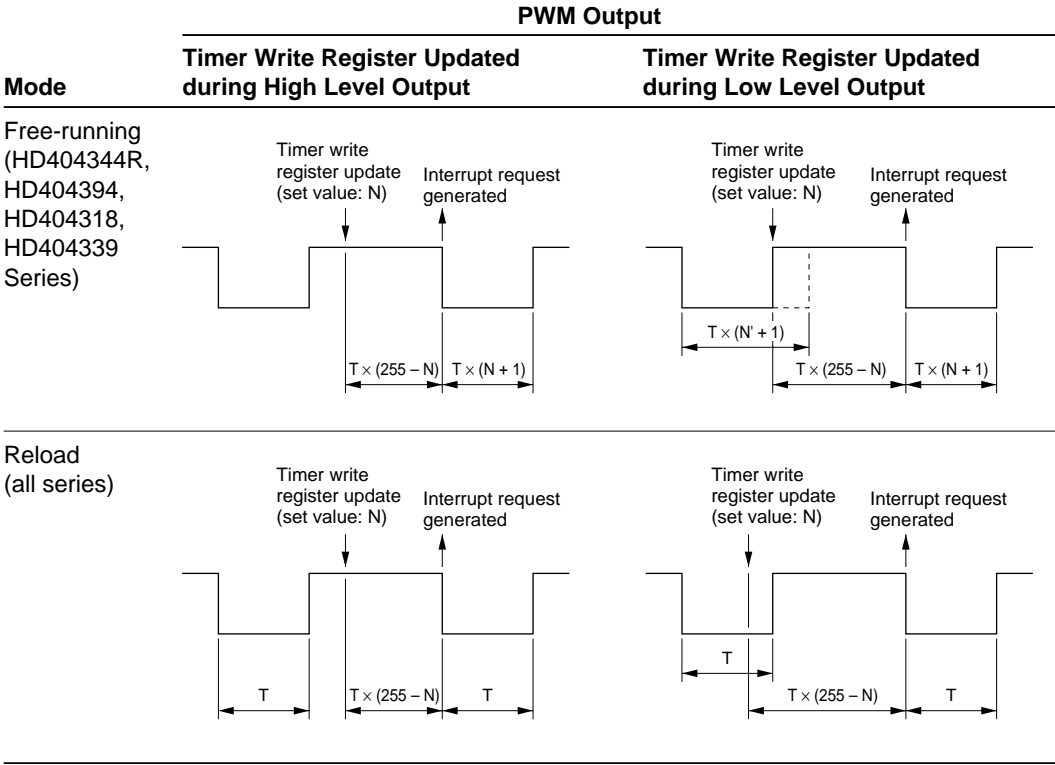 PWM Output
Mode
Timer Write Register Updated
during High Level Output
Timer Write Register Updated
during Low Level Output
Free-running
(HD404344R,
HD404394,
HD404318,
HD404339
Series)
Timer write
register update
(set value: N)
Interrupt request
generated
T × (255 – N)
T × (N + 1)
Timer write
register update
(set value: N)
Interrupt request
generated
T × (N' + 1)
T × (255 – N)
T × (N + 1)
Reload
(all series)
Timer write
register update
(set value: N)
Interrupt request
generated
T
T × (255 – N)
T
Timer write
register update
(set value: N)
Interrupt request
generated
T
T × (255 – N)
T